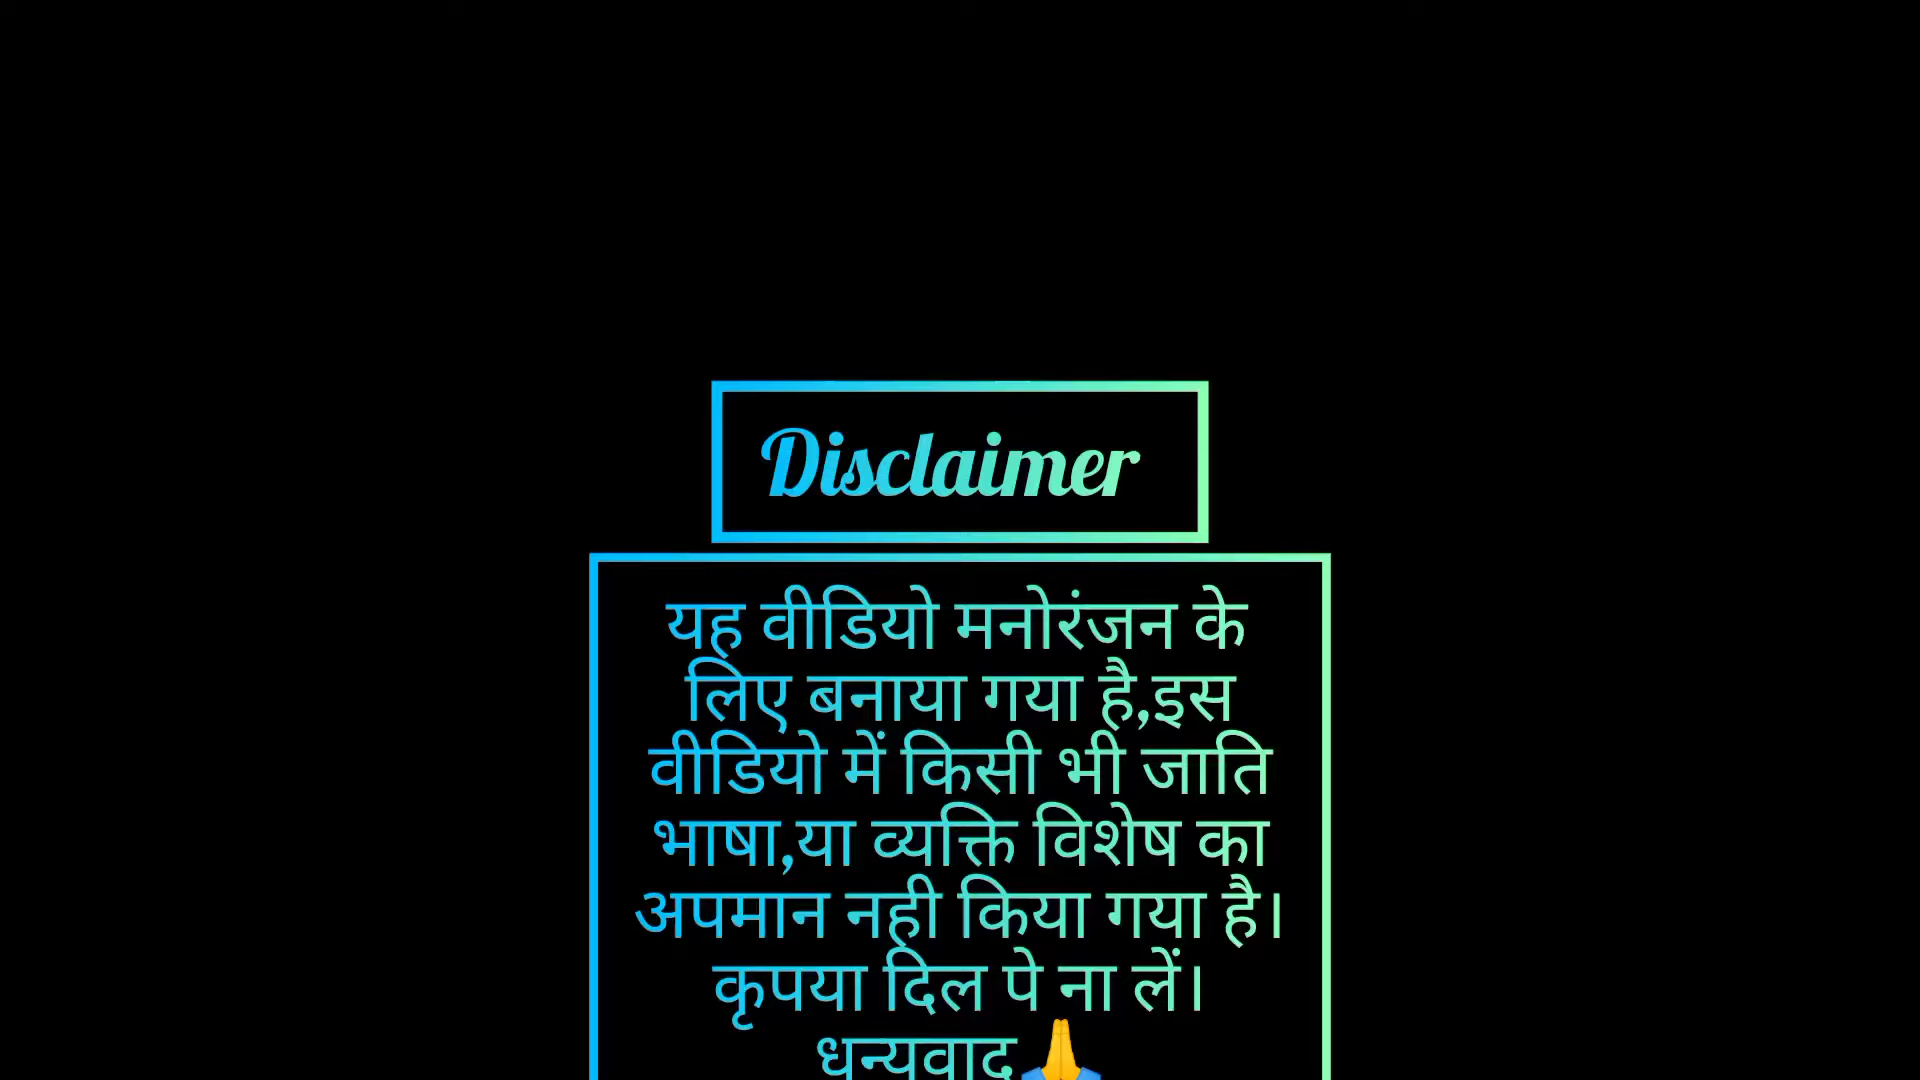 Disclaimer
यह वीडियो मनोरंजन के
लिए बनाया गया है,इस
वीडियो में किसी भी जाति
भाषा,या व्यक्ति विशेष का
अपमान नही किया गया है।
कृपया दिल पे ना लें।
धन्यवाद🙏